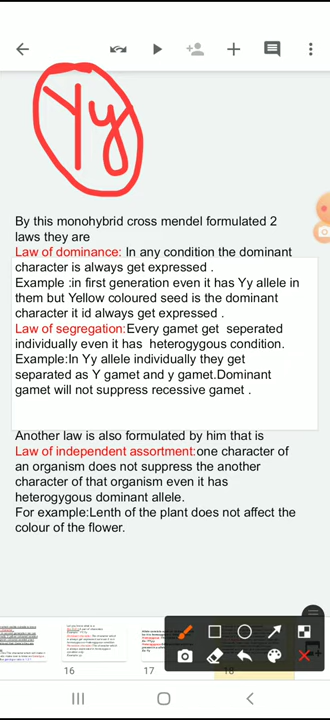 Yy
By this monohybrid cross mendel formulated 2
laws they are
Law of dominance: In any condition the dominant
character is always get expressed .
Example :in first generation even it has Yy allele in
them but Yellow coloured seed is the dominant
character it id always get expressed .
Law of segregation:Every gamet get seperated
individually even it has heterogygous condition.
Example:In Yy allele individually they get
separated as Y gamet and y gamet.Dominant
gamet will not suppress recessive gamet .
Another law is also formulated by him that is
Law of independent assortment:one character of
an organism does not suppress the another
character of that organism even it has
heterogygous dominant allele.
For example:Lenth of the plant does not affect the
colour of the flower.
16
17
18